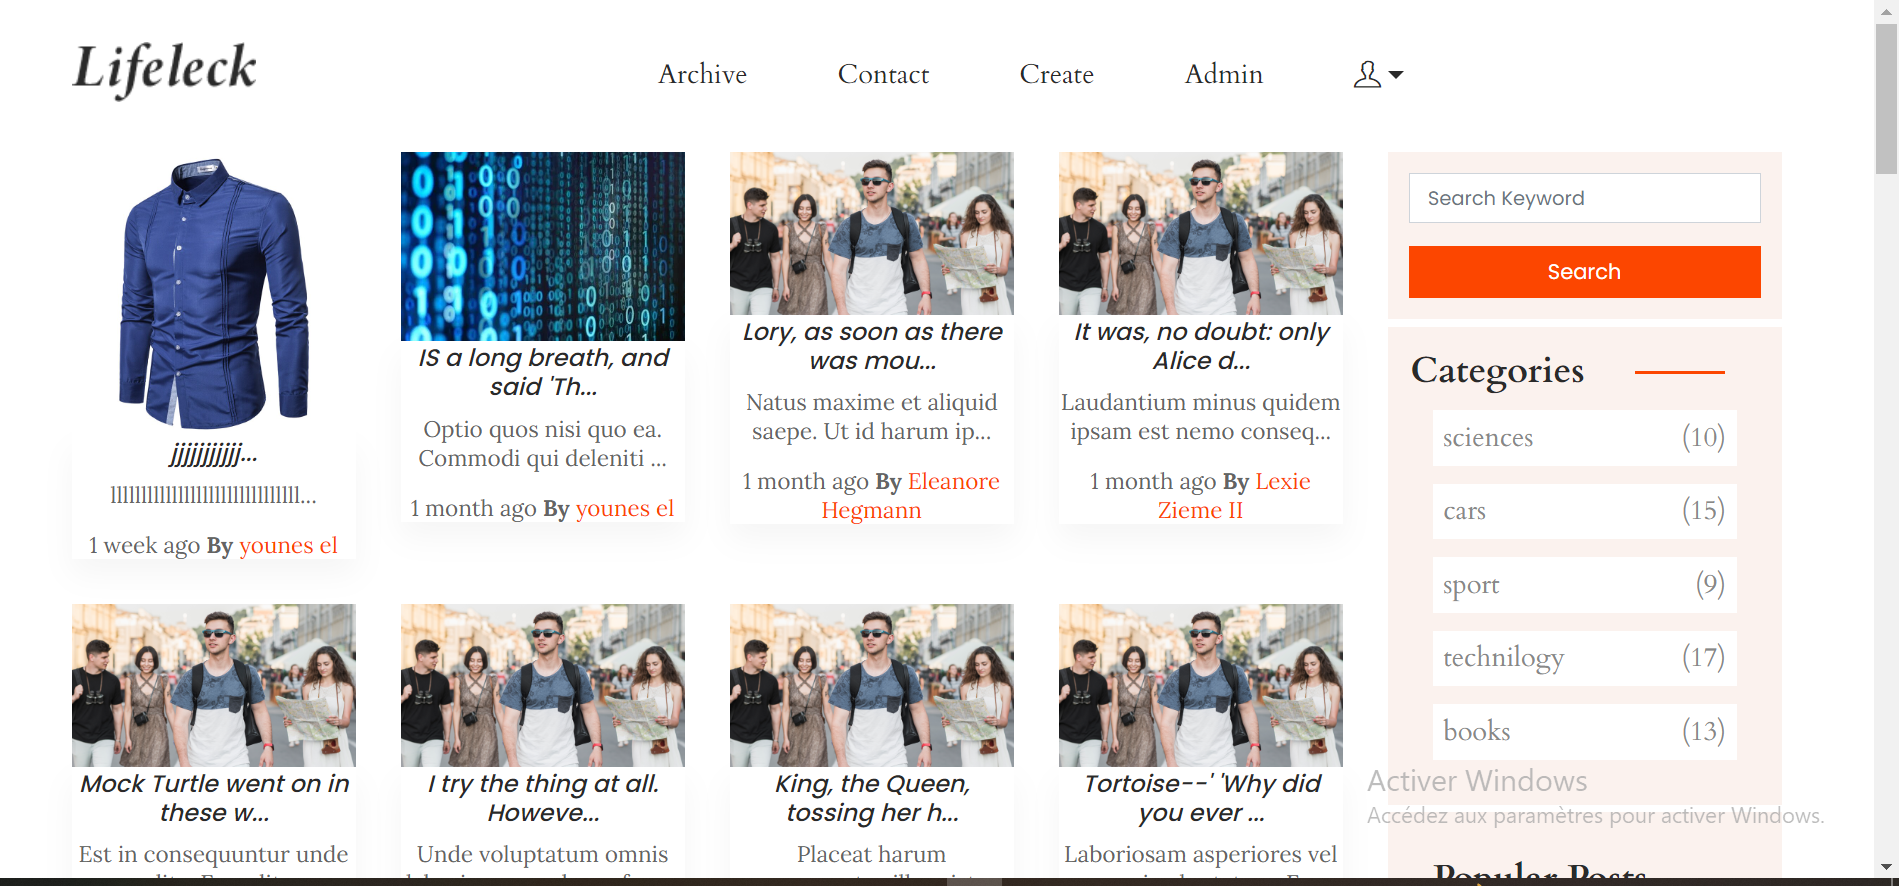 Lifeleck
Archive
Contact
Create
Admin
jjjjjjjjjjj...
1 week ago By younes el
IS a long breath, and
said 'Th...
Optio quos nisi quo ea.
Commodi qui deleniti ...
1 month ago By younes el
Lory, as soon as there
was mou...
Natus maxime et aliquid
saepe. Ut id harum ip...
1 month ago By Eleanore
Hegmann
It was, no doubt: only
Alice d...
Laudantium minus quidem
ipsam est nemo conseq...
1 month ago By Lexie
Zieme II
Mock Turtle went on in
these w...
Est in consequuntur unde
I try the thing at all.
Howeve...
Unde voluptatum omnis
King, the Queen,
tossing her h...
Placeat harum
Tortoise--' 'Why did
you ever ...
Laboriosam asperiores vel
Search Keyword
Search
Categories
sciences (10)
cars (15)
sport (9)
technilogy (17)
books (13)
Activer Windows
Accédez aux paramètres pour activer Windows.
Popular Posts